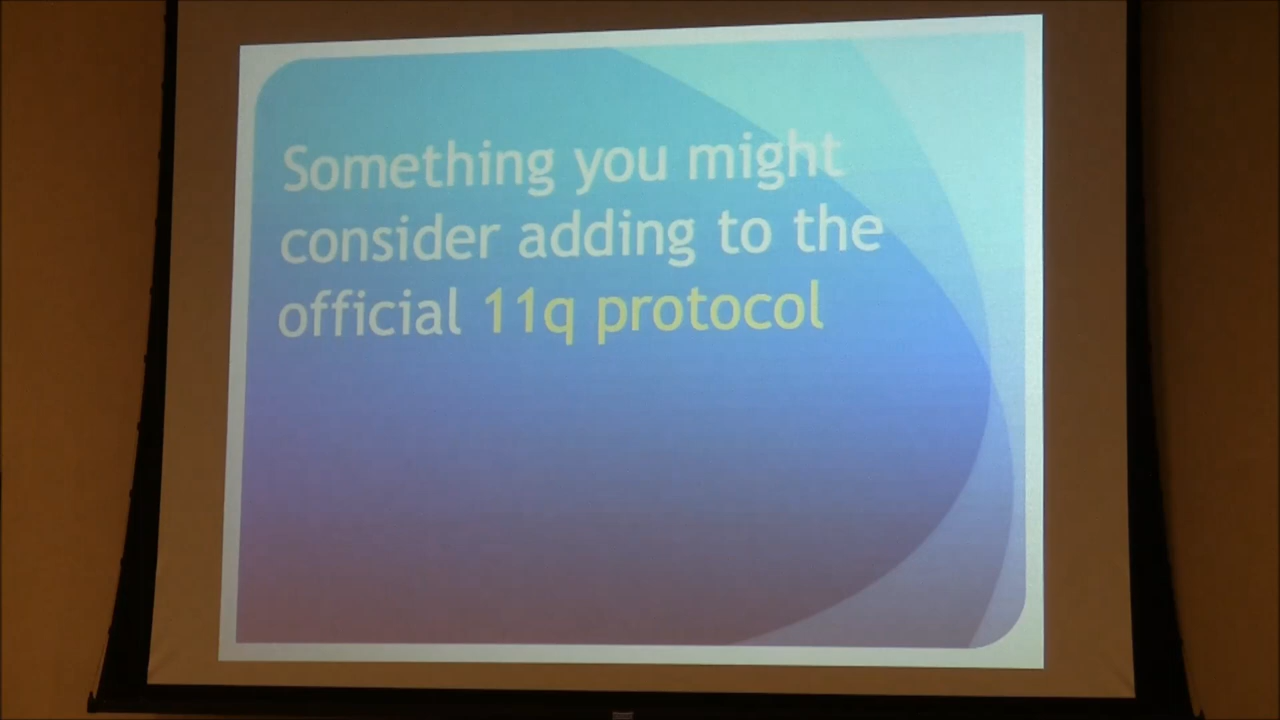 Something you might
consider adding to the
official 11q protocol